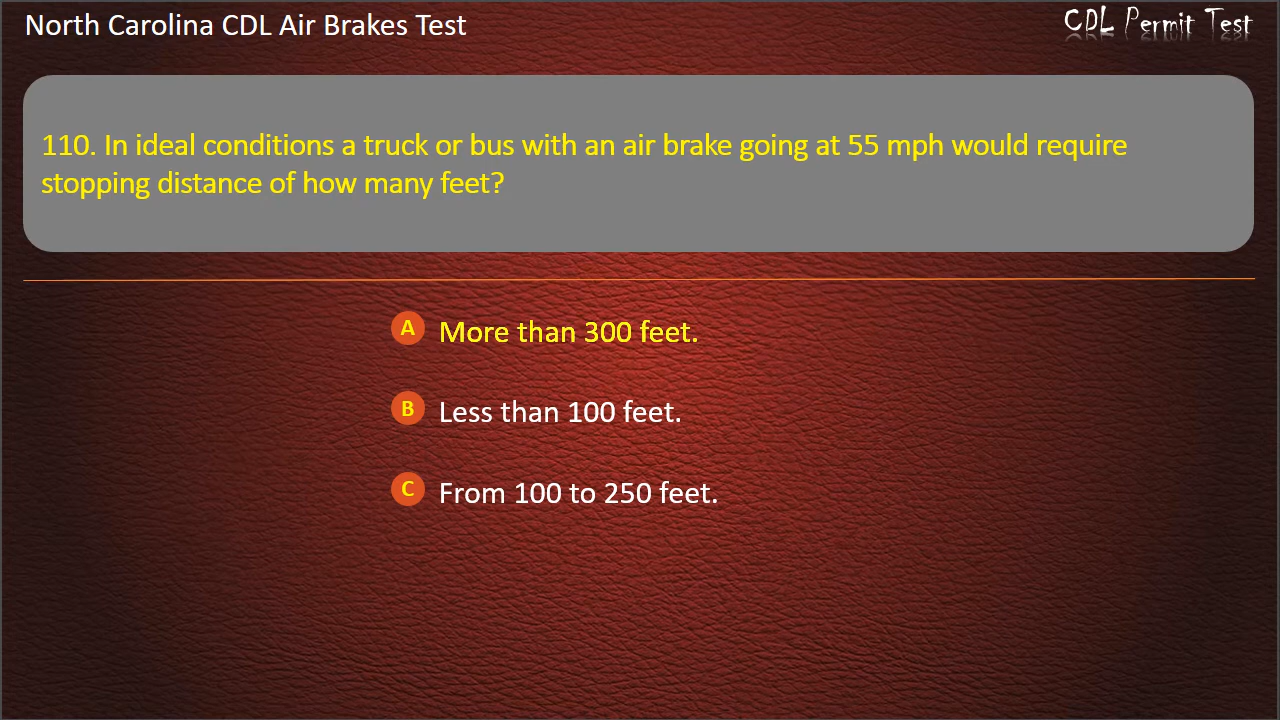 North Carolina CDL Air Brakes Test
CDL Permit Test
110. In ideal conditions a truck or bus with an air brake going at 55 mph would require
stopping distance of how many feet?
A More than 300 feet.
B Less than 100 feet.
C From 100 to 250 feet.